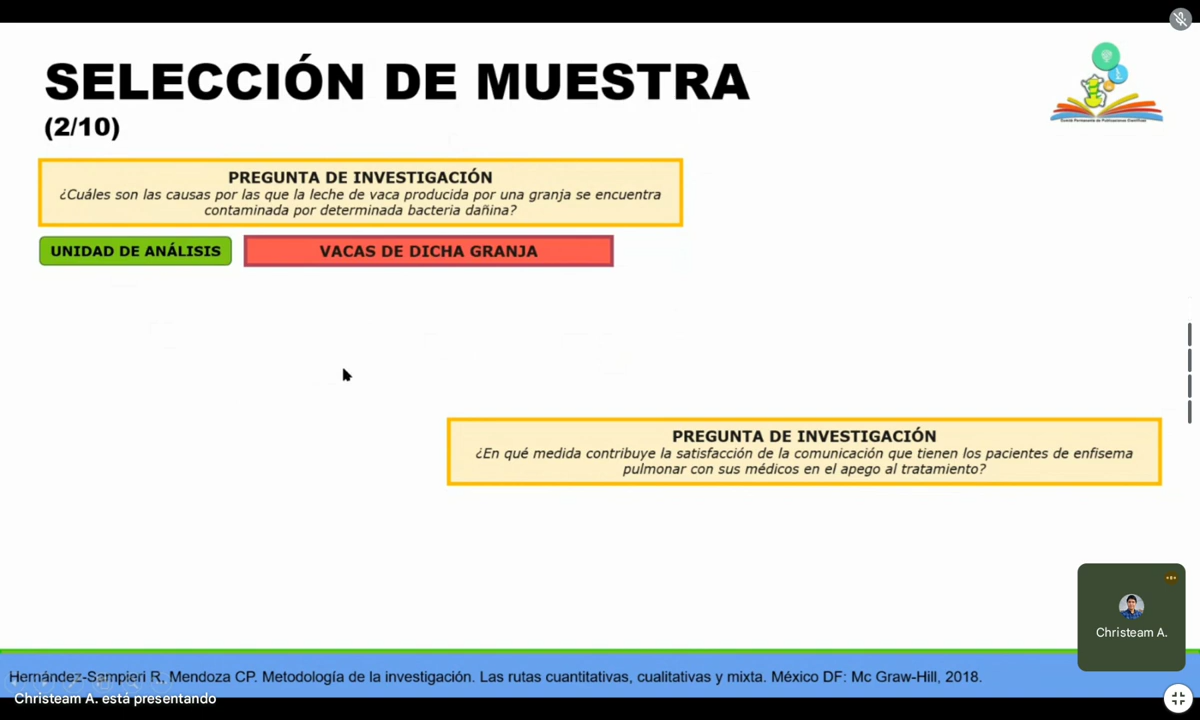 SELECCIÓN DE MUESTRA
(2/10)
PREGUNTA DE INVESTIGACIÓN
¿Cuáles son las causas por las que la leche de vaca producida por una granja se encuentra
contaminada por determinada bacteria dañina?
UNIDAD DE ANÁLISIS
VACAS DE DICHA GRANJA
PREGUNTA DE INVESTIGACIÓN
¿En qué medida contribuye la satisfacción de la comunicación que tienen los pacientes de enfisema
pulmonar con sus médicos en el apego al tratamiento?
Christeam A.
Hernández-Sampieri R, Mendoza CP. Metodología de la investigación. Las rutas cuantitativas, cualitativas y mixta. México DF: Mc Graw-Hill, 2018.
Christeam A. está presentando